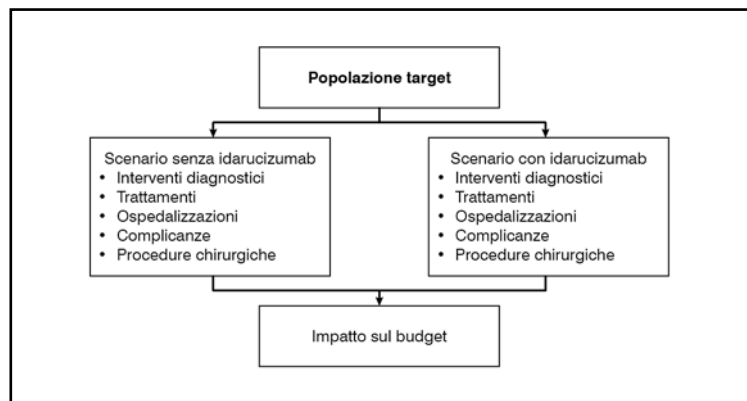 Popolazione target
Scenario senza idarucizumab
• Interventi diagnostici
• Trattamenti
• Ospedalizzazioni
• Complicanze
• Procedure chirurgiche
Scenario con idarucizumab
• Interventi diagnostici
• Trattamenti
• Ospedalizzazioni
• Complicanze
• Procedure chirurgiche
Impatto sul budget